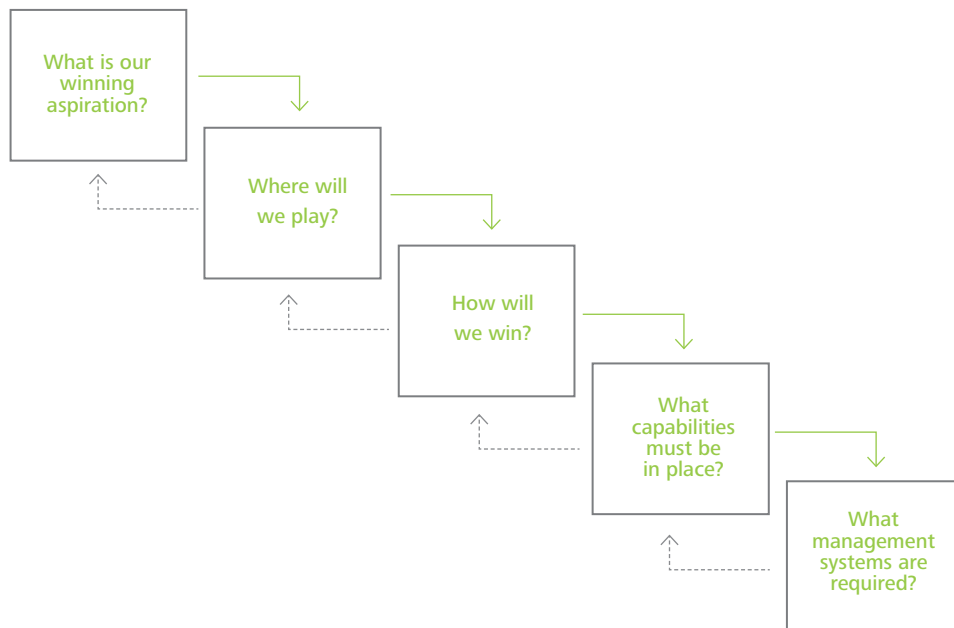 What is our
winning
aspiration?
Where will
we play?
How will
we win?
What
capabilities
must be
in place?
What
management
systems are
required?